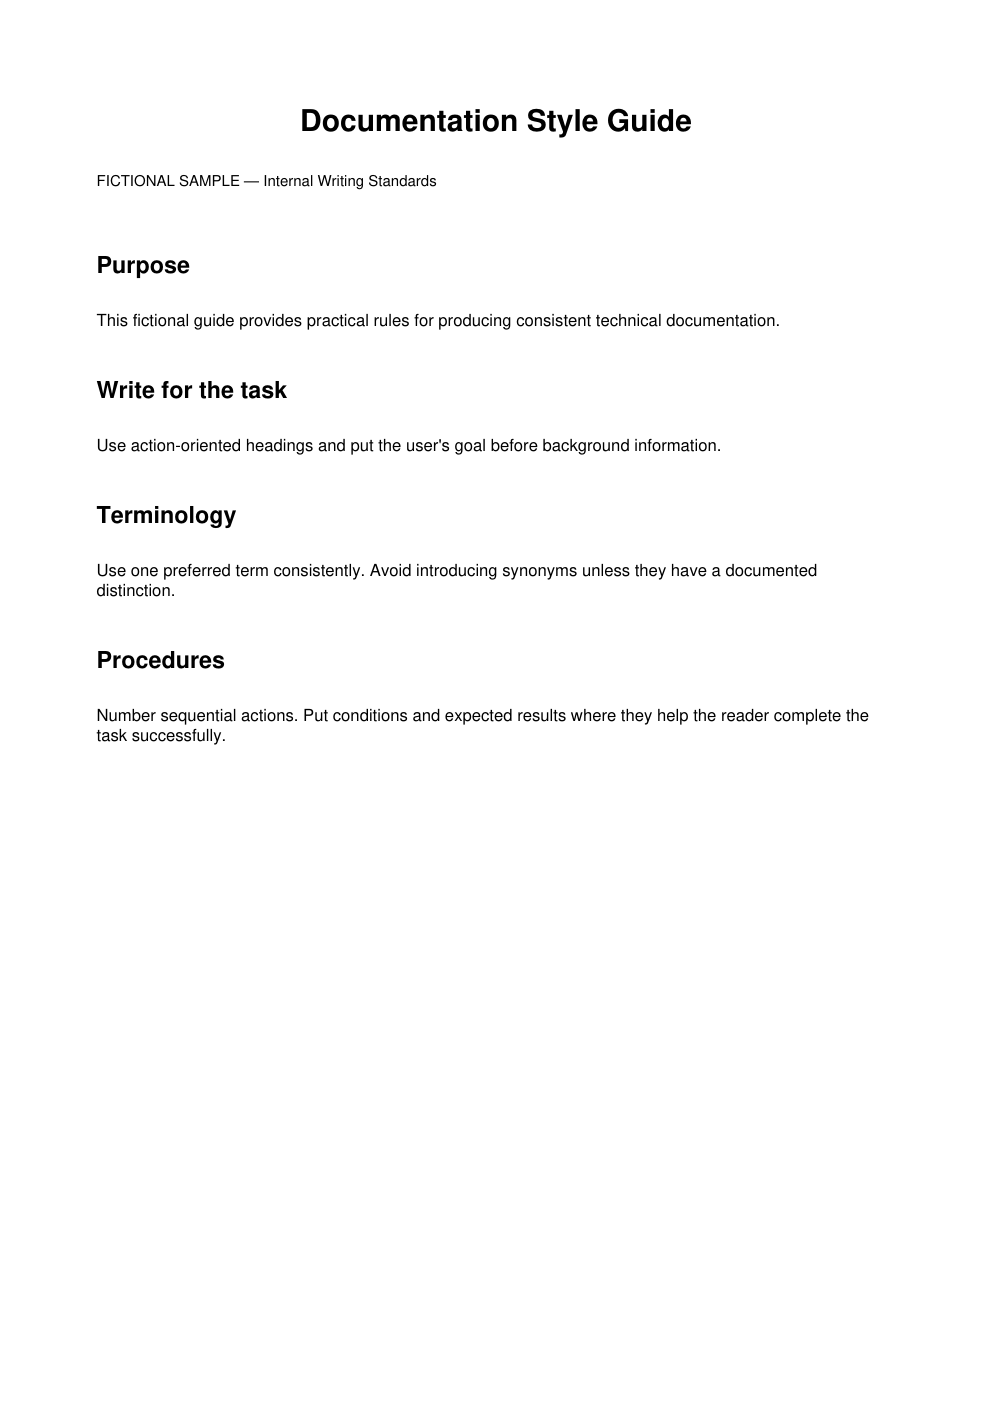 Documentation Style Guide
FICTIONAL SAMPLE — Internal Writing Standards
Purpose
This fictional guide provides practical rules for producing consistent technical documentation.
Write for the task
Use action-oriented headings and put the user's goal before background information.
Terminology
Use one preferred term consistently. Avoid introducing synonyms unless they have a documented
distinction.
Procedures
Number sequential actions. Put conditions and expected results where they help the reader complete the
task successfully.